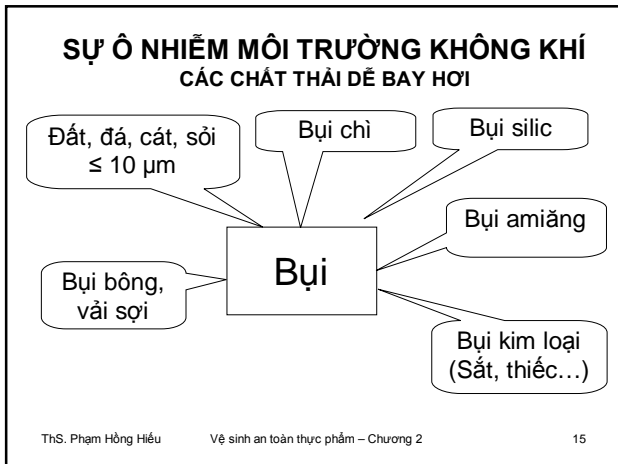 SỰ Ô NHIỄM MÔI TRƯỜNG KHÔNG KHÍ
CÁC CHẤT THẢI DỄ BAY HƠI
Đất, đá, cát, sỏi
≤ 10 μm
Bụi chì
Bụi silic
Bụi amiăng
Bụi
Bụi bông,
vải sợi
Bụi kim loại
(Sắt, thiếc…)
ThS. Phạm Hồng Hiếu Vệ sinh an toàn thực phẩm – Chương 2 15